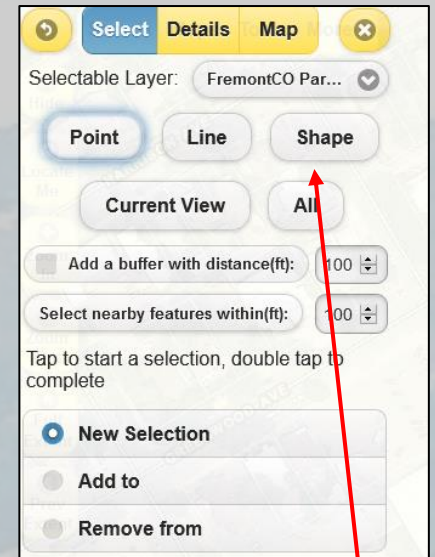 Select Details Map
Selectable Layer: FremontCO Par...
Point Line Shape
Current View All
Add a buffer with distance(ft): 100
Select nearby features within(ft): 100
Tap to start a selection, double tap to
complete
New Selection
Add to
Remove from